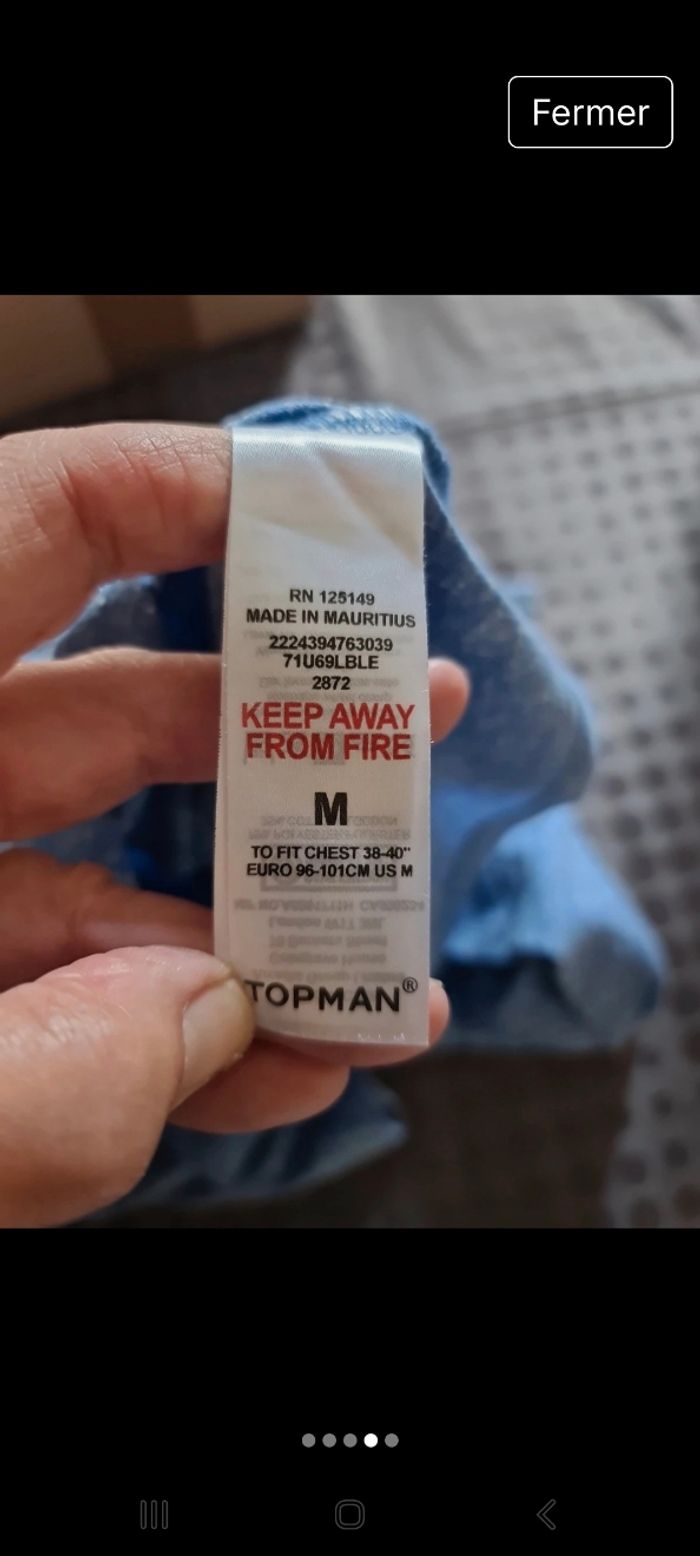 Fermer
RN 125149
MADE IN MAURITIUS
2224394763039
71U69LBLE
2872
KEEP AWAY
FROM FIRE
M
TO FIT CHEST 38-40"
EURO 96-101CM US M
TOPMAN®